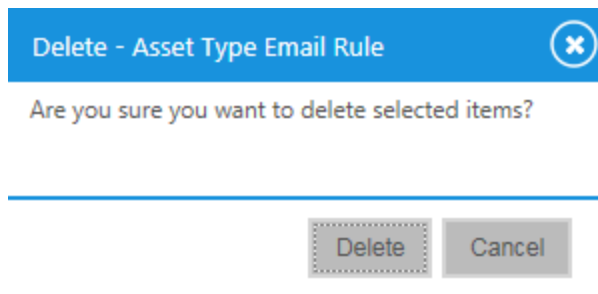 Delete - Asset Type Email Rule
Are you sure you want to delete selected items?
Delete Cancel